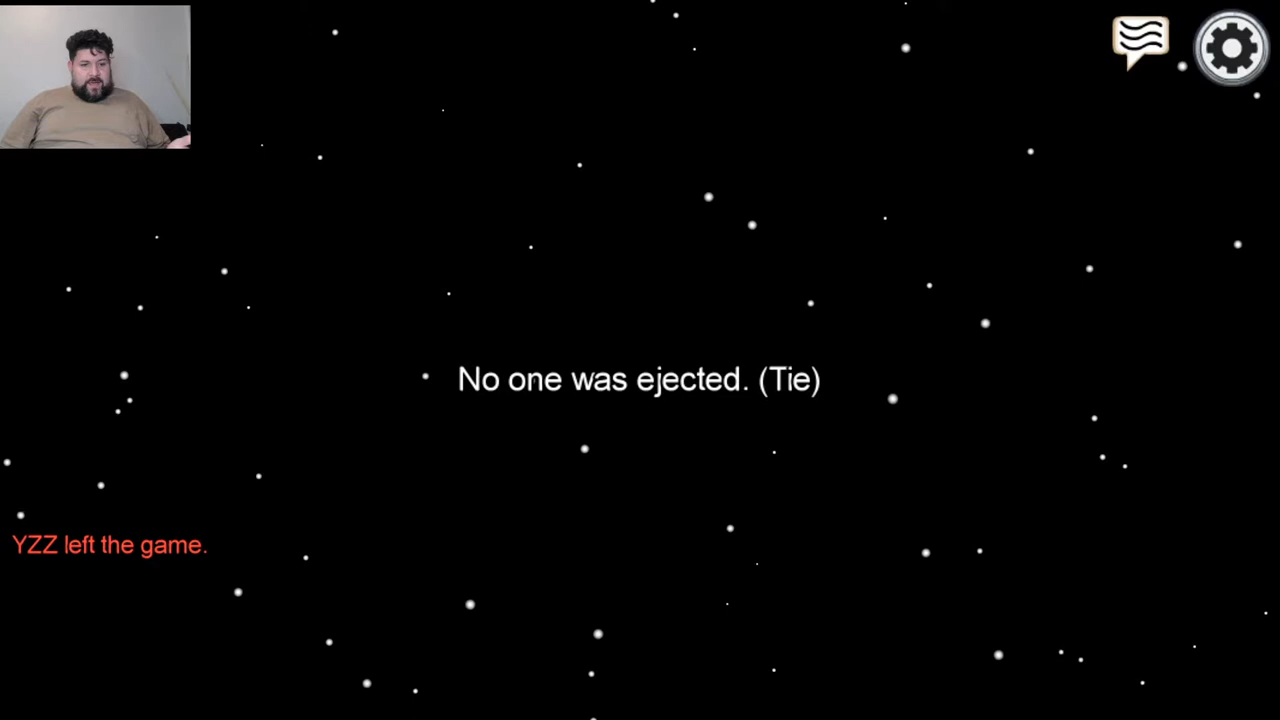 No one was ejected. (Tie)
YZZ left the game.